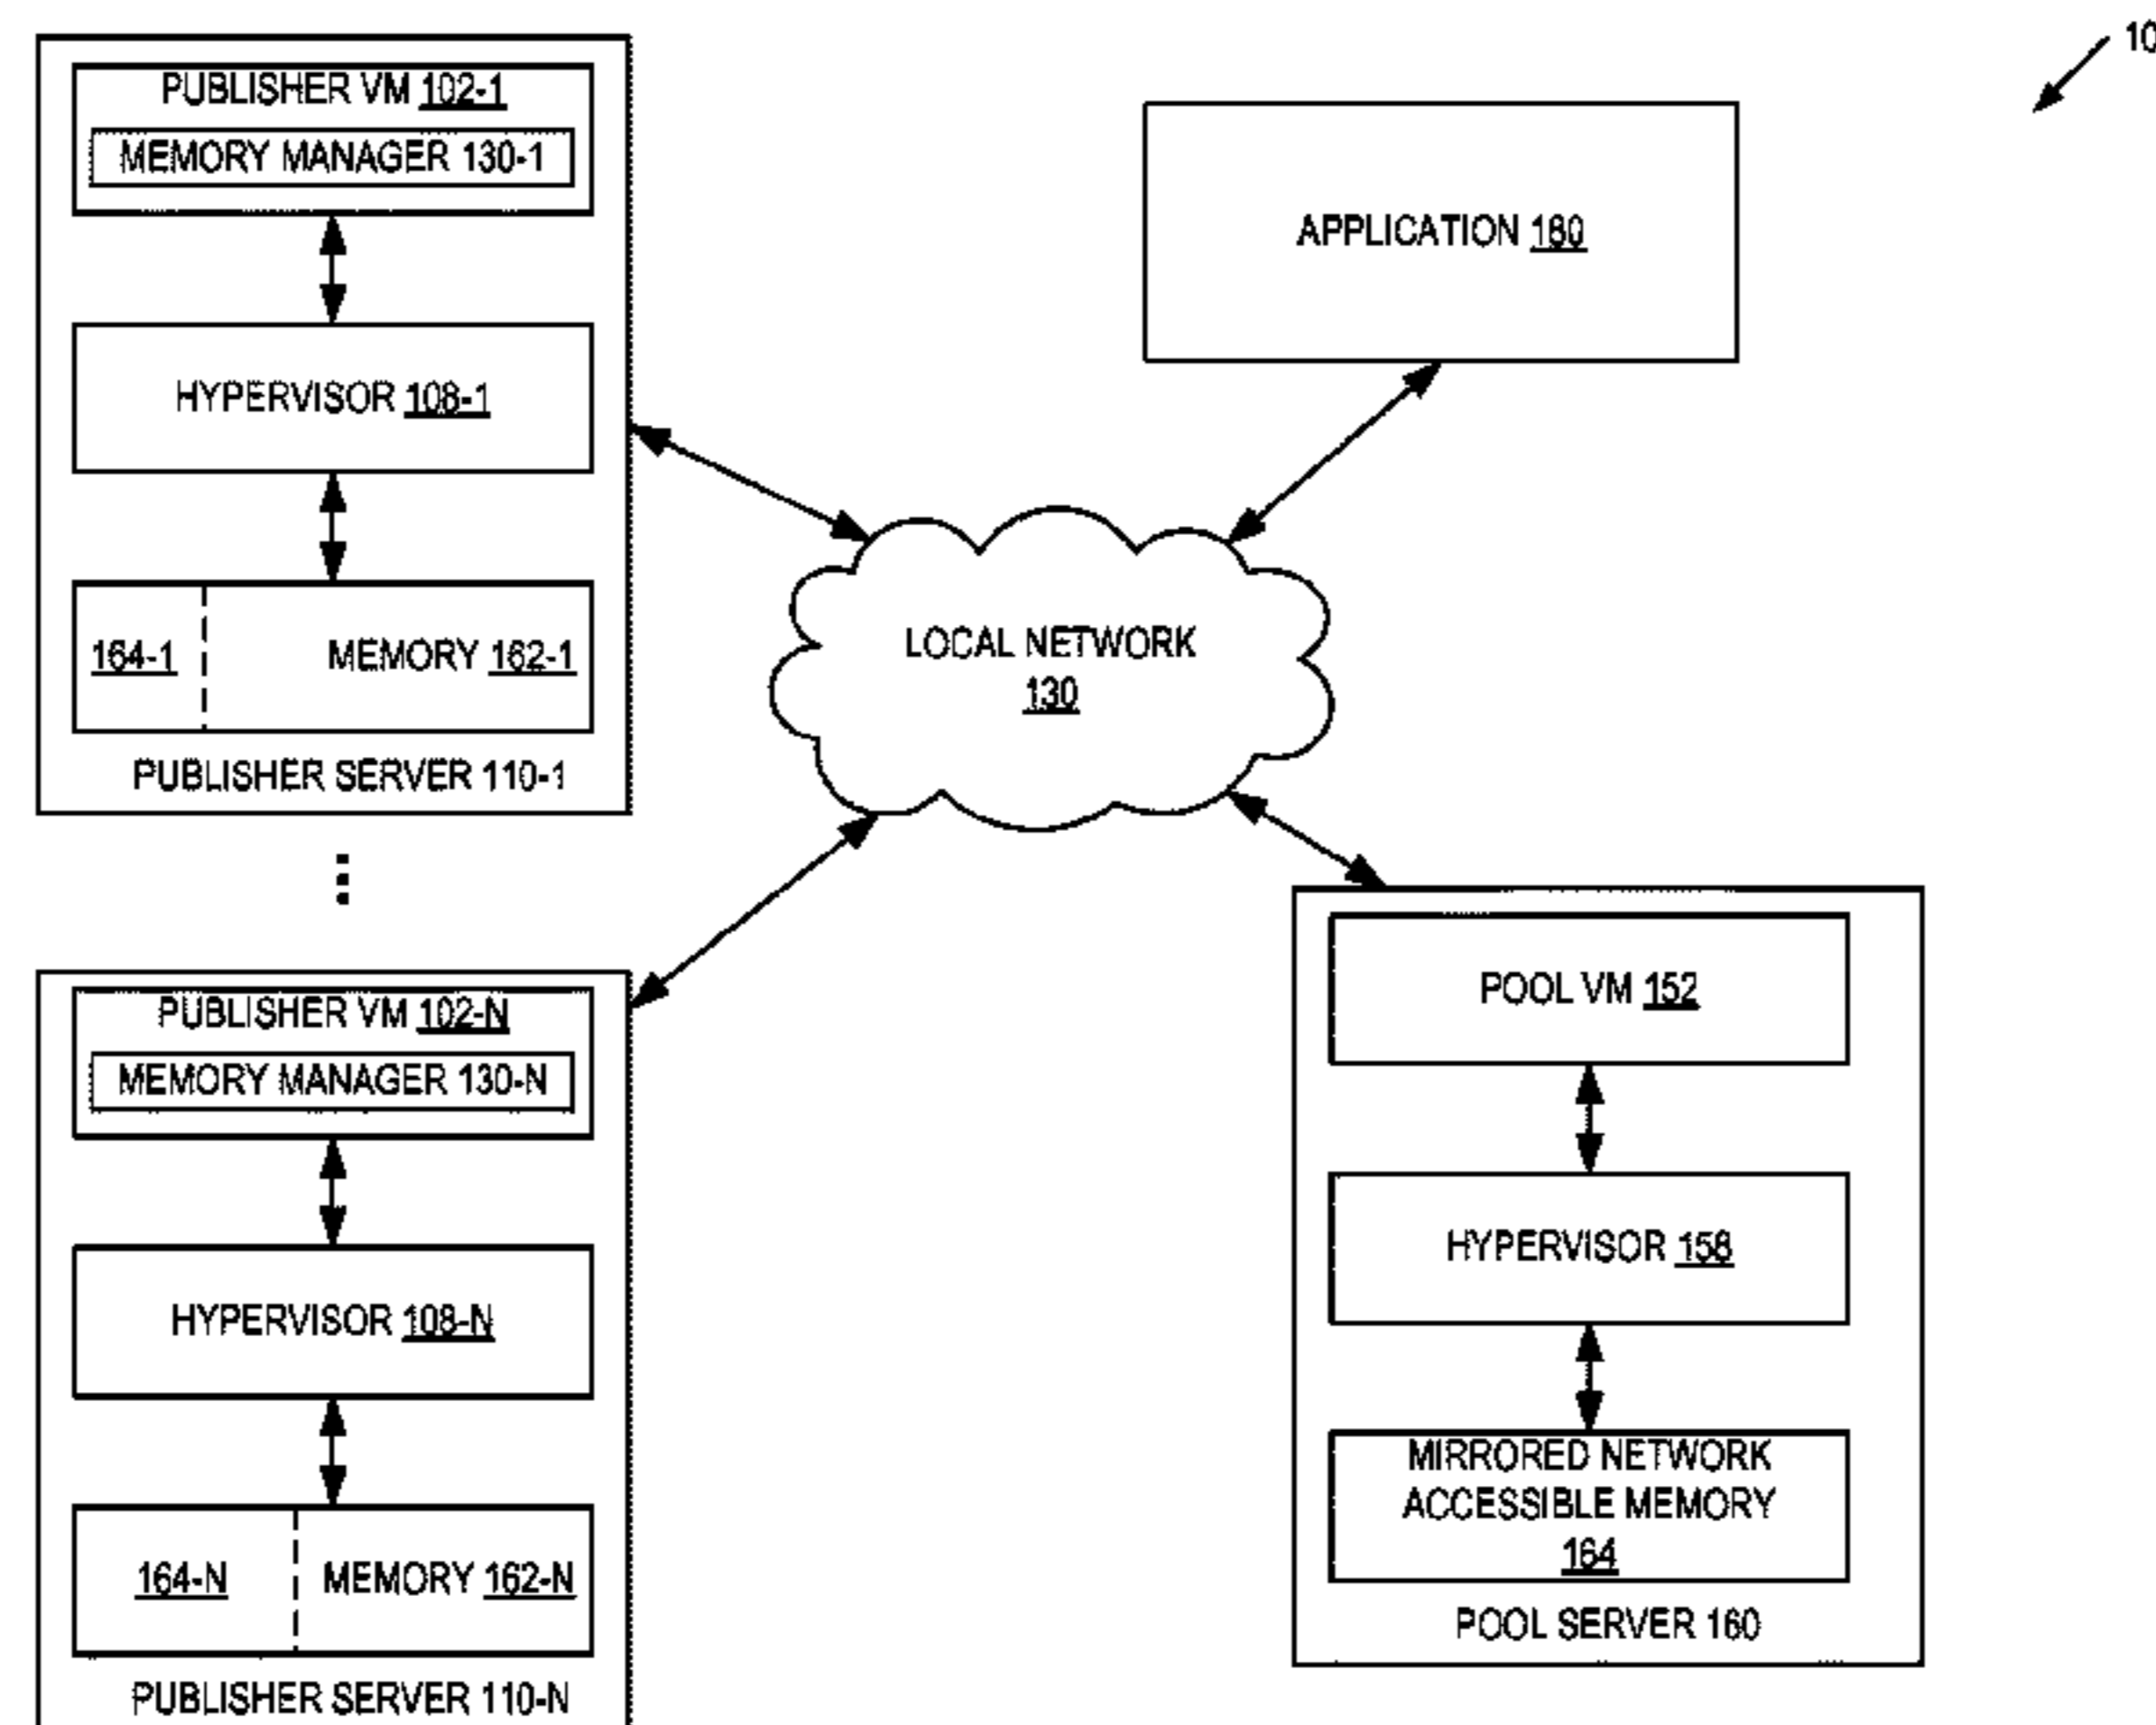 10
PUBLISHER VM 102-1
MEMORY MANAGER 130-1
HYPERVISOR 108-1
164-1
MEMORY 162-1
PUBLISHER SERVER 110-1
APPLICATION 180
LOCAL NETWORK
130
PUBLISHER VM 102-N
MEMORY MANAGER 130-N
HYPERVISOR 108-N
164-N
MEMORY 162-N
PUBLISHER SERVER 110-N
POOL VM 152
HYPERVISOR 158
MIRRORED NETWORK
ACCESSIBLE MEMORY
164
POOL SERVER 160